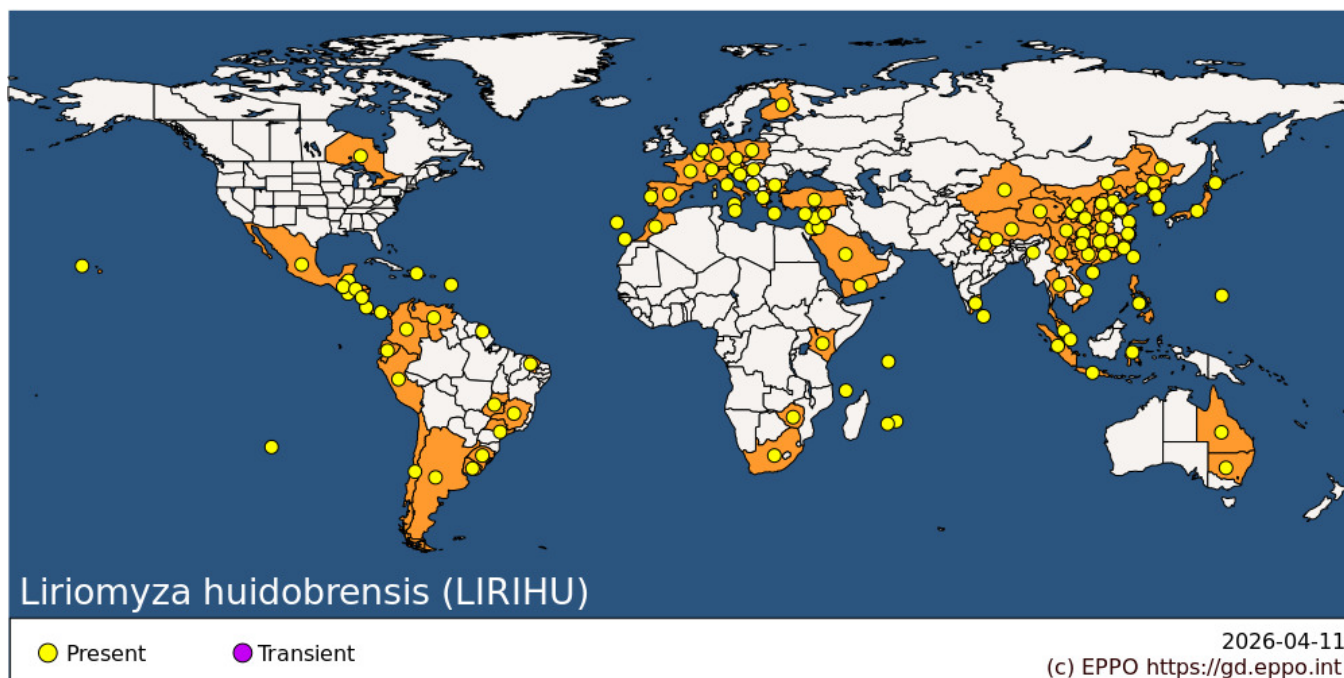 Liriomyza huidobrensis (LIRIHU)
Present
Transient
2026-04-11
(c) EPPO https://gd.eppo.int